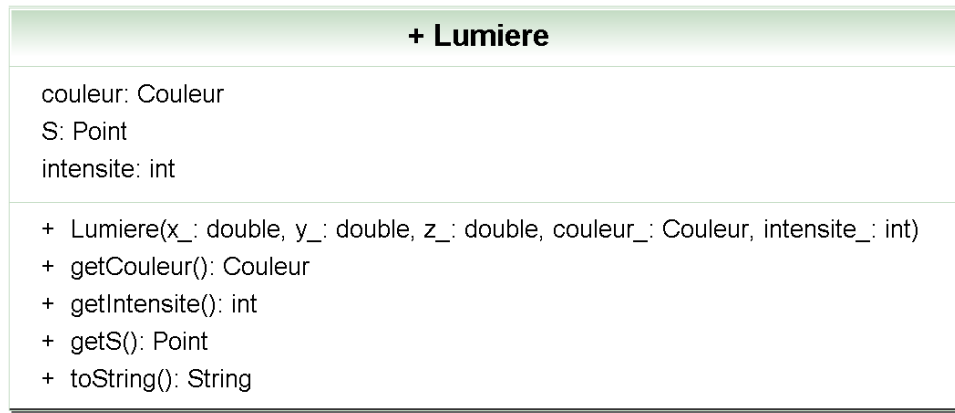 + Lumiere
couleur: Couleur
S: Point
intensite: int
+ Lumiere(x_: double, y_: double, z_: double, couleur_: Couleur, intensite_: int)
+ getCouleur(): Couleur
+ getIntensite(): int
+ getS(): Point
+ toString(): String